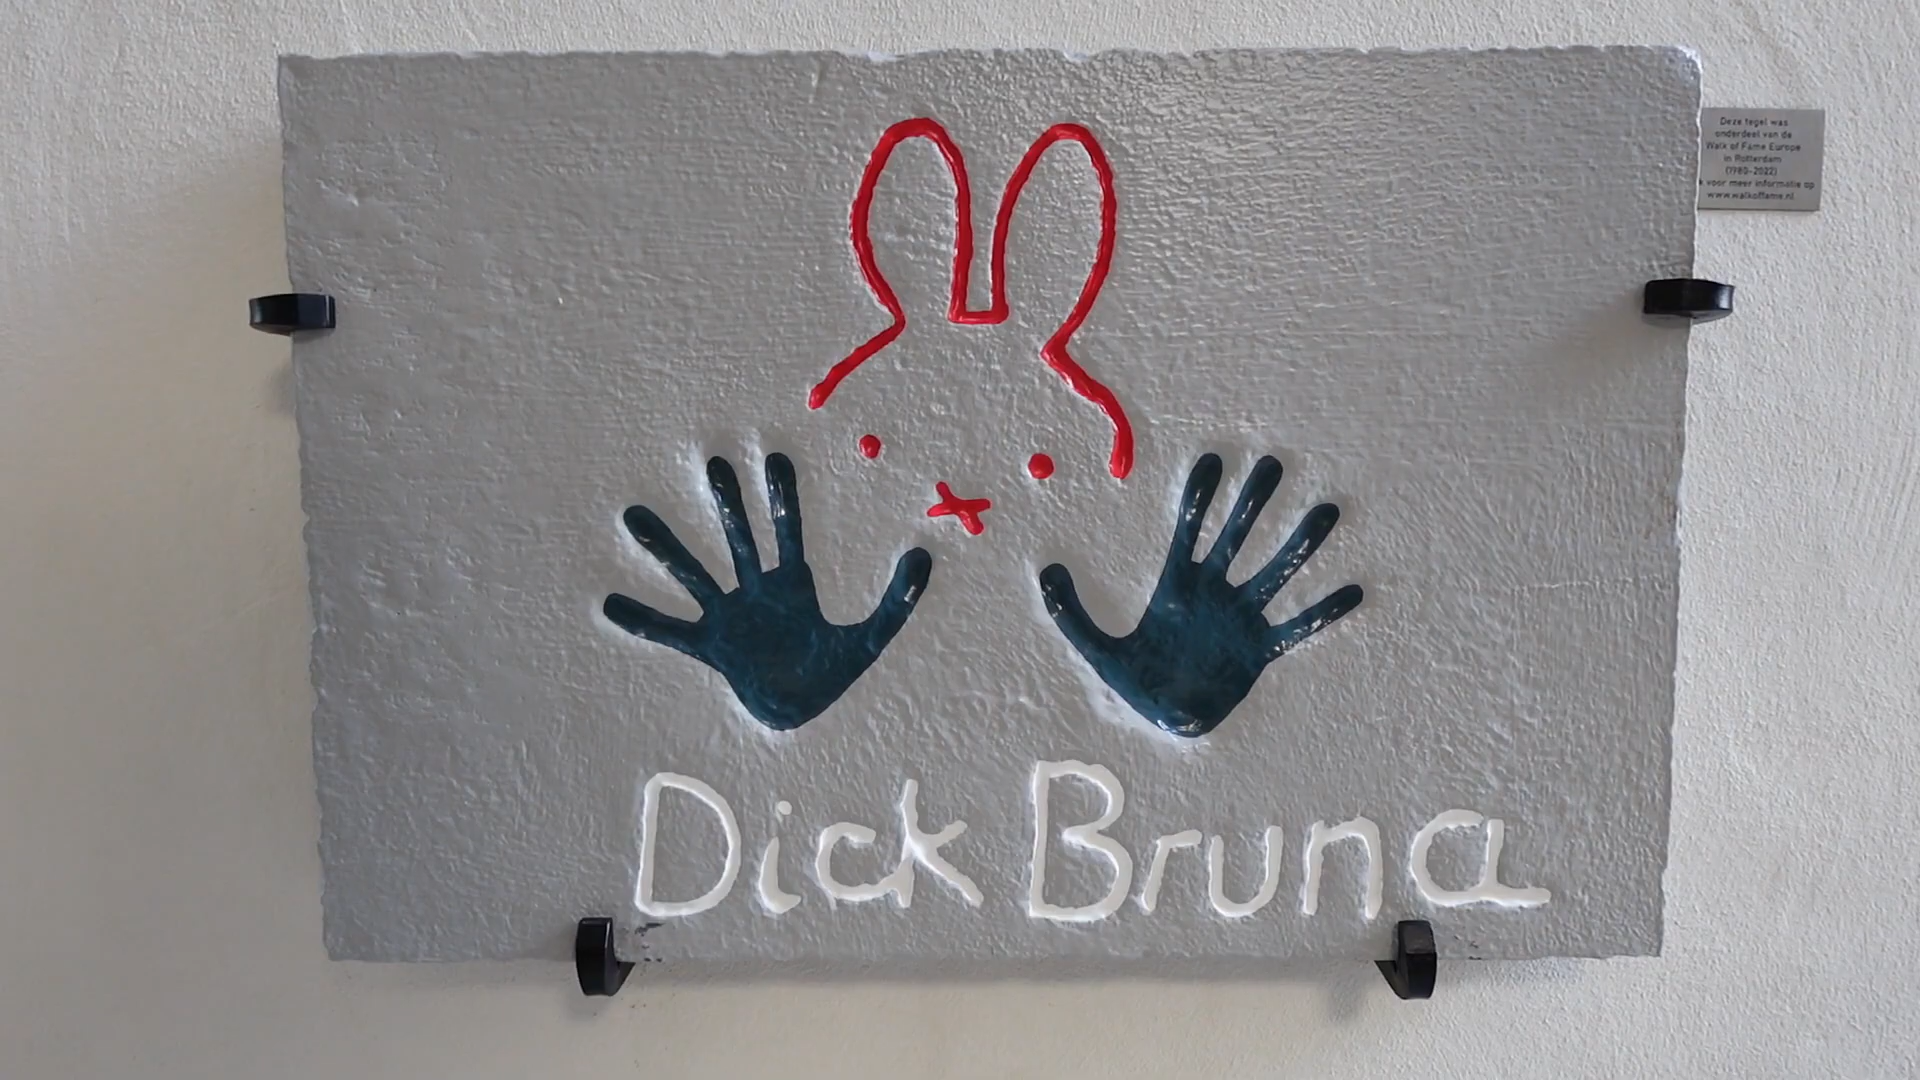 Deze tegel was
onderdeel van de
Walk of Fame Europe
in Rotterdam
(1980-2022)
voor meer informatie op
www.walkoffame.nl
Dick Bruna